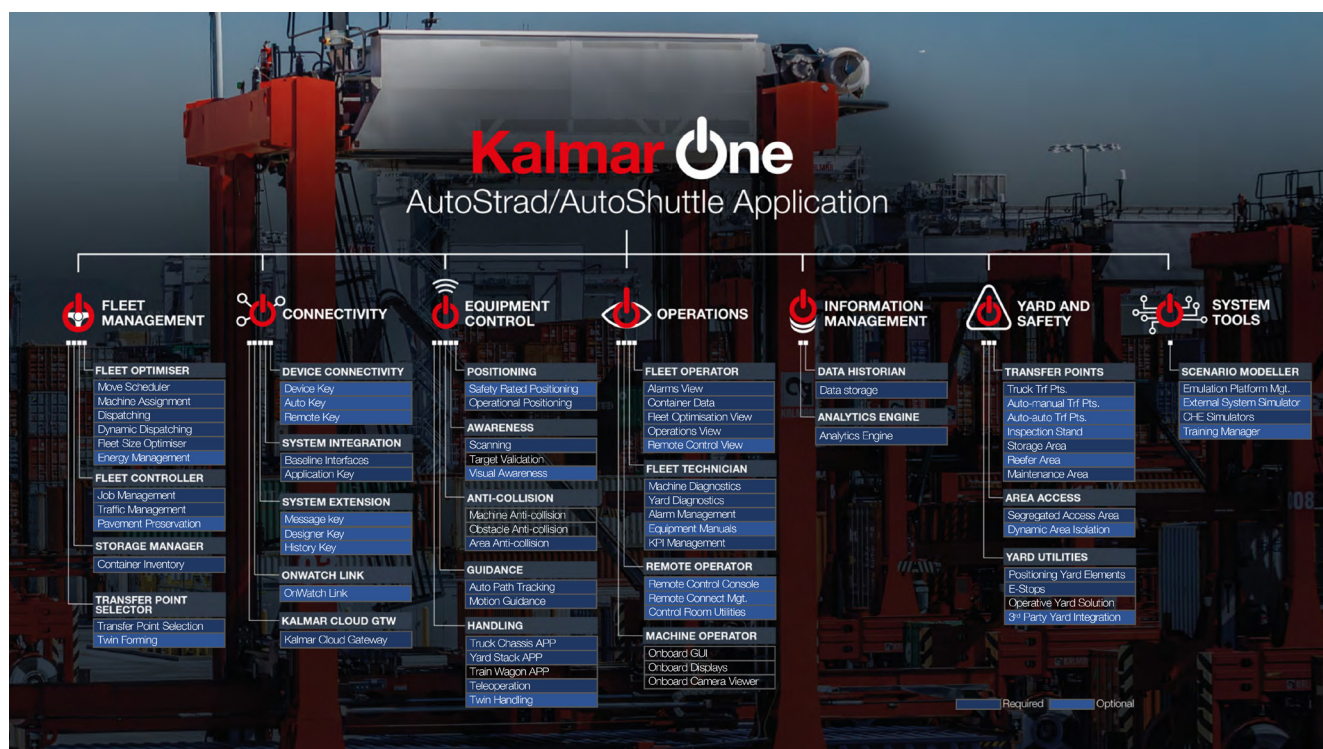 Kalmar One
AutoStrad/AutoShuttle Application
FLEET
MANAGEMENT
FLEET OPTIMISER
Move Scheduler
Machine Assignment
Dispatching
Dynamic Dispatching
Fleet Size Optimiser
Energy Management
FLEET CONTROLLER
Job Management
Traffic Management
Pavement Preservation
STORAGE MANAGER
Container Inventory
TRANSFER POINT
SELECTOR
Transfer Point Selection
Twin Forming
CONNECTIVITY
DEVICE CONNECTIVITY
Device Key
Auto Key
Remote Key
SYSTEM INTEGRATION
Baseline Interfaces
Application Key
SYSTEM EXTENSION
Message key
Designer Key
History Key
ONWATCH LINK
OnWatch Link
KALMAR CLOUD GTW
Kalmar Cloud Gateway
EQUIPMENT
CONTROL
POSITIONING
Safety Rated Positioning
Operational Positioning
AWARENESS
Scanning
Target Validation
Visual Awareness
ANTI-COLLISION
Machine Anti-collision
Obstacle Anti-collision
Area Anti-collision
GUIDANCE
Auto Path Tracking
Motion Guidance
HANDLING
Truck Chassis APP
Yard Stack APP
Train Wagon APP
Teleoperation
Twin Handling
OPERATIONS
FLEET OPERATOR
Alarms View
Container Data
Fleet Optimisation View
Operations View
Remote Control View
FLEET TECHNICIAN
Machine Diagnostics
Yard Diagnostics
Alarm Management
Equipment Manuals
KPI Management
REMOTE OPERATOR
Remote Control Console
Remote Connect Mgt.
Control Room Utilities
MACHINE OPERATOR
Onboard GUI
Onboard Displays
Onboard Camera Viewer
INFORMATION
MANAGEMENT
DATA HISTORIAN
Data storage
ANALYTICS ENGINE
Analytics Engine
YARD AND
SAFETY
TRANSFER POINTS
Truck Trf Pts.
Auto-manual Trf Pts.
Auto-auto Trf Pts.
Inspection Stand
Storage Area
Reefer Area
Maintenance Area
AREA ACCESS
Segregated Access Area
Dynamic Area Isolation
YARD UTILITIES
Positioning Yard Elements
E-Stops
Operative Yard Solution
3rd Party Yard Integration
SYSTEM
TOOLS
SCENARIO MODELLER
Emulation Platform Mgt.
External System Simulator
CHE Simulators
Training Manager
Required
Optional